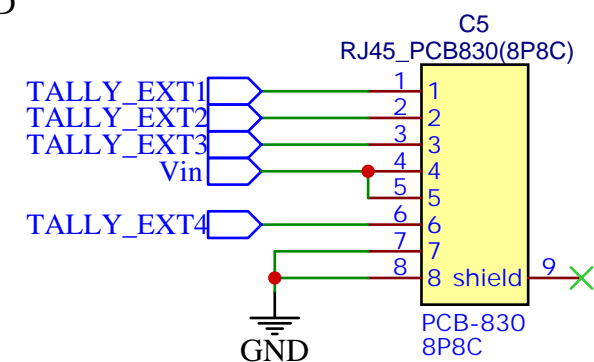 C5
RJ45_PCB830(8P8C)
TALLY_EXT1 1 1
TALLY_EXT2 2 2
TALLY_EXT3 3 3
Vin 4 4
5 5
TALLY_EXT4 6 6
7 7
8 8 shield 9
PCB-830
8P8C
GND